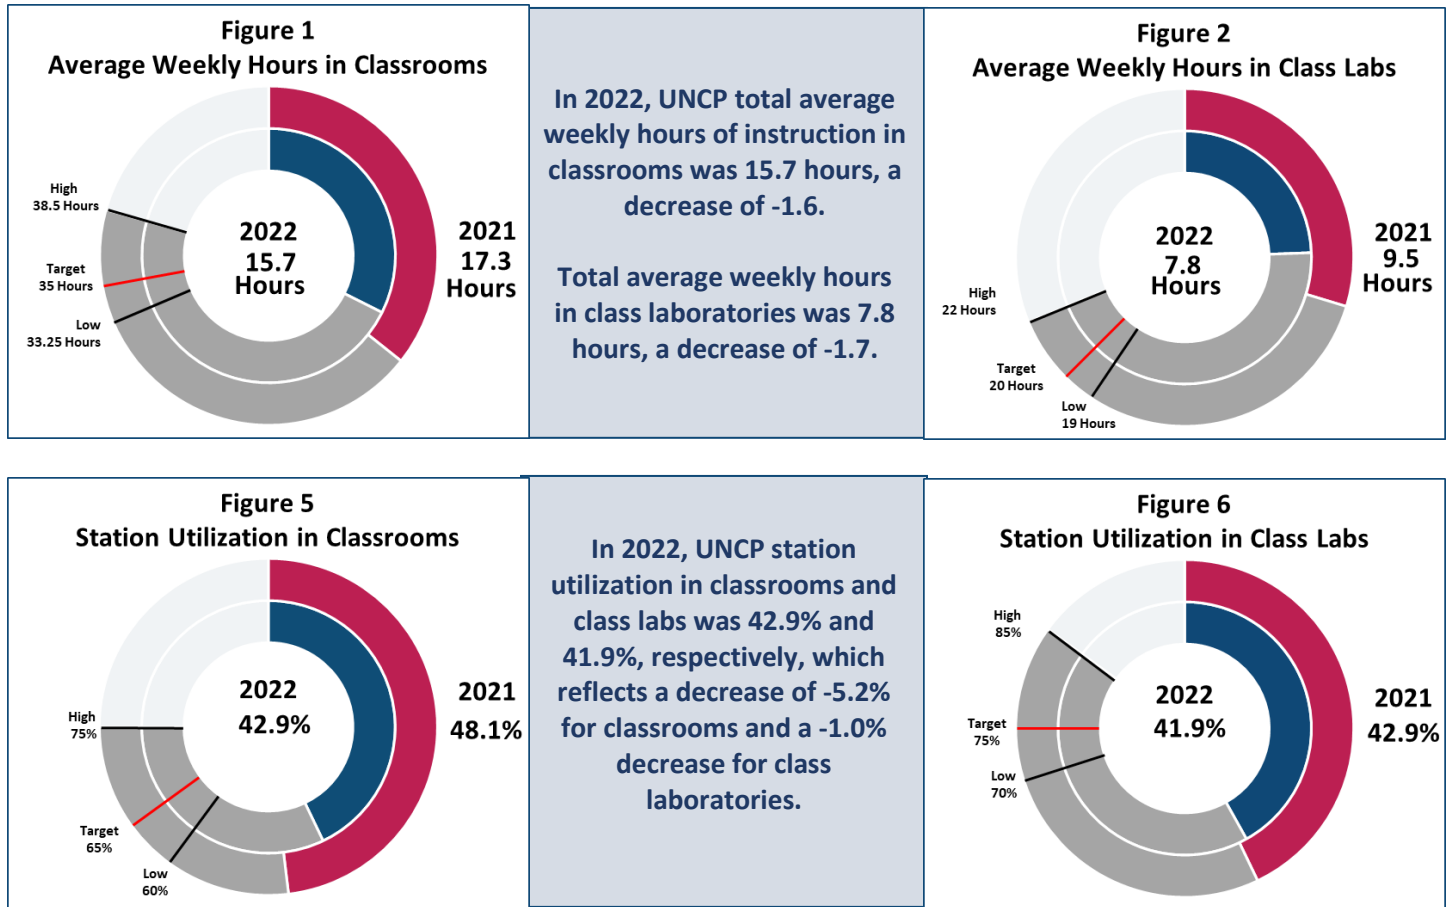 Figure 1
Average Weekly Hours in Classrooms
High
38.5 Hours
Target
35 Hours
Low
33.25 Hours
2022
15.7
Hours
2021
17.3
Hours
In 2022, UNCP total average
weekly hours of instruction in
classrooms was 15.7 hours, a
decrease of -1.6.
Total average weekly hours
in class laboratories was 7.8
hours, a decrease of -1.7.
Figure 2
Average Weekly Hours in Class Labs
High
22 Hours
Target
20 Hours
Low
19 Hours
2022
7.8
Hours
2021
9.5
Hours
Figure 5
Station Utilization in Classrooms
High
75%
Target
65%
Low
60%
2022
42.9%
2021
48.1%
In 2022, UNCP station
utilization in classrooms and
class labs was 42.9% and
41.9%, respectively, which
reflects a decrease of -5.2%
for classrooms and a -1.0%
decrease for class
laboratories.
Figure 6
Station Utilization in Class Labs
High
85%
Target
75%
Low
70%
2022
41.9%
2021
42.9%